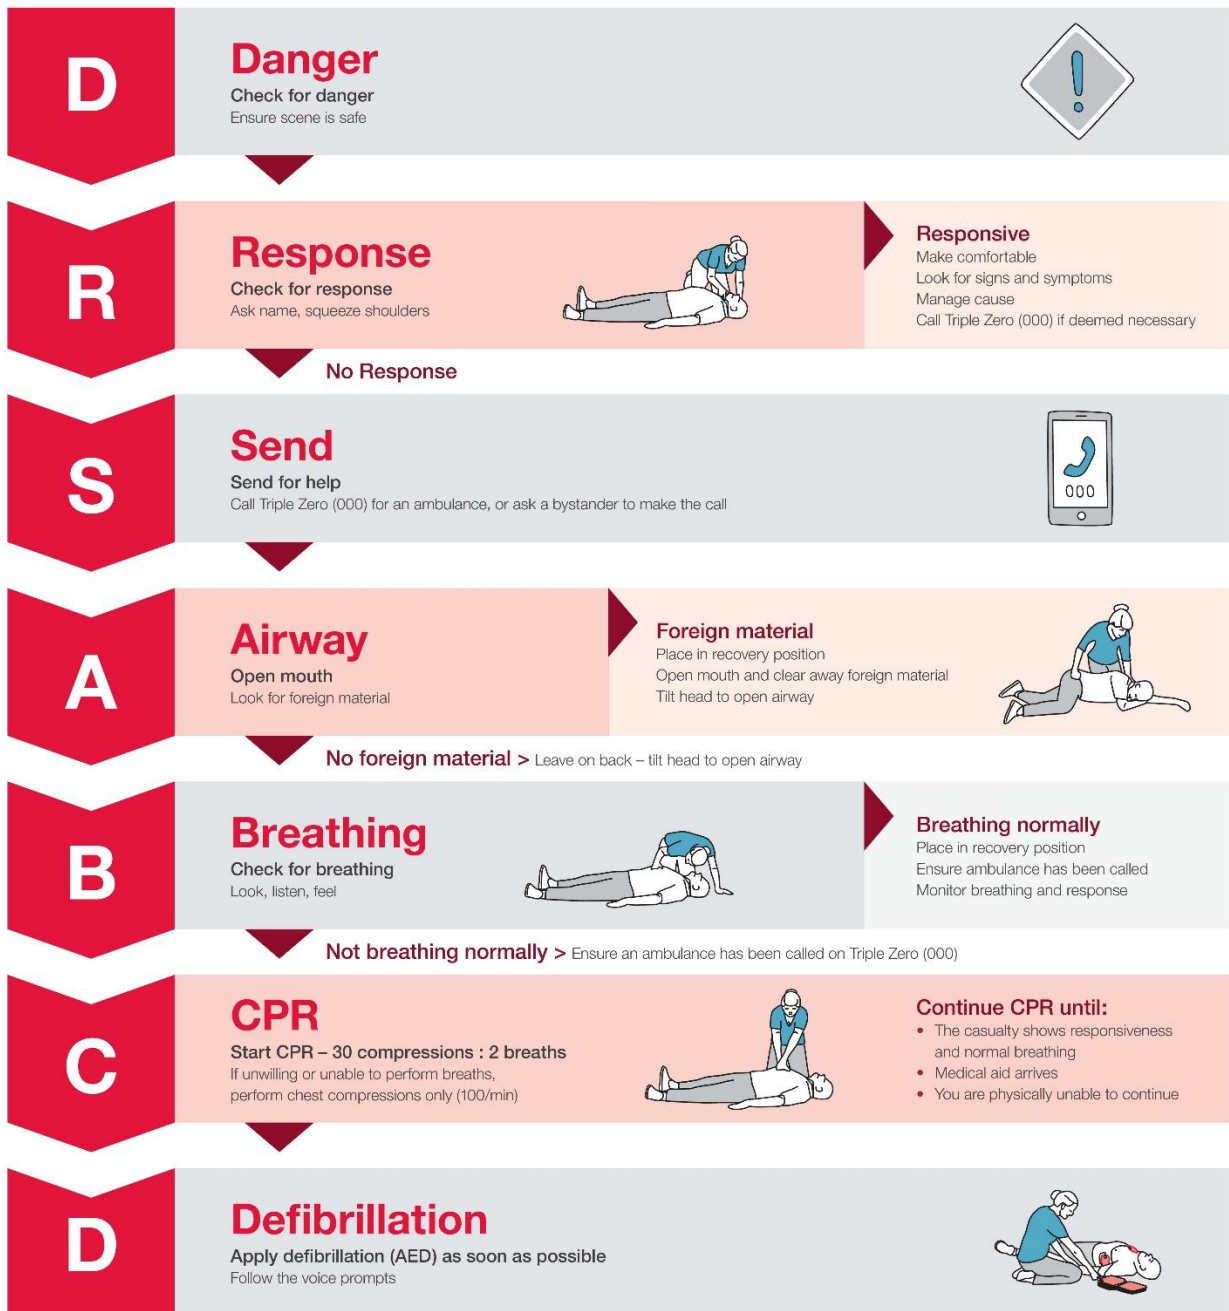 D
Danger
Check for danger
Ensure scene is safe
R
Response
Check for response
Ask name, squeeze shoulders
Responsive
Make comfortable
Look for signs and symptoms
Manage cause
Call Triple Zero (000) if deemed necessary
No Response
S
Send
Send for help
Call Triple Zero (000) for an ambulance, or ask a bystander to make the call
000
A
Airway
Open mouth
Look for foreign material
Foreign material
Place in recovery position
Open mouth and clear away foreign material
Tilt head to open airway
No foreign material > Leave on back – tilt head to open airway
B
Breathing
Check for breathing
Look, listen, feel
Breathing normally
Place in recovery position
Ensure ambulance has been called
Monitor breathing and response
Not breathing normally > Ensure an ambulance has been called on Triple Zero (000)
C
CPR
Start CPR – 30 compressions : 2 breaths
If unwilling or unable to perform breaths,
perform chest compressions only (100/min)
Continue CPR until:
• The casualty shows responsiveness
and normal breathing
• Medical aid arrives
• You are physically unable to continue
D
Defibrillation
Apply defibrillation (AED) as soon as possible
Follow the voice prompts